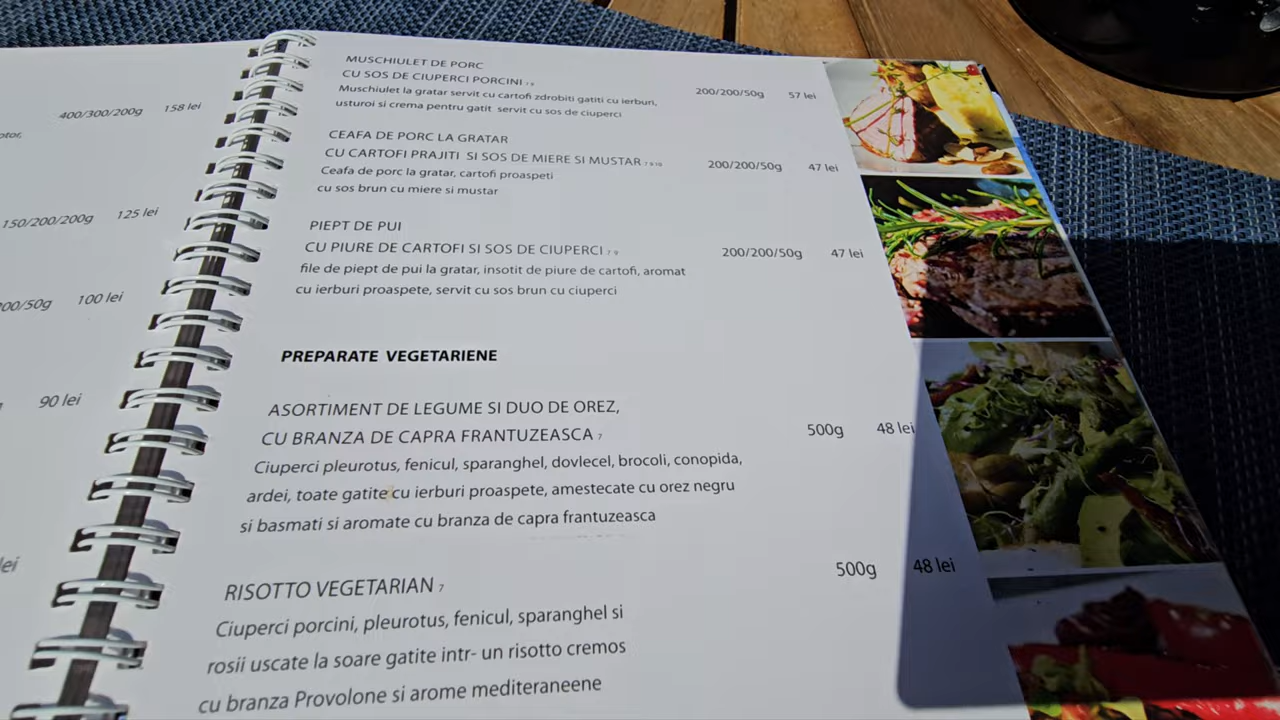 400/300/200g 158 lei
150/200/200g 125 lei
00/50g 100 lei
90 lei
lei
MUSCHIULET DE PORC
CU SOS DE CIUPERCI PORCINI 200/200/50g 57 lei
Muschiulet la gratar servit cu cartofi zdrobiti gatiti cu ierburi,
usturoi si crema pentru gatit servit cu sos de ciuperci
CEAFA DE PORC LA GRATAR
CU CARTOFI PRAJITI SI SOS DE MIERE SI MUSTAR 200/200/50g 47 lei
Ceafa de porc la gratar, cartofi proaspeti
cu sos brun cu miere si mustar
PIEPT DE PUI
CU PIURE DE CARTOFI SI SOS DE CIUPERCI 7 9 200/200/50g 47 lei
file de piept de pui la gratar, insotit de piure de cartofi, aromat
cu ierburi proaspete, servit cu sos brun cu ciuperci
PREPARATE VEGETARIENE
ASORTIMENT DE LEGUME SI DUO DE OREZ,
CU BRANZA DE CAPRA FRANTUZEASCA 7 500g 48 lei
Ciuperci pleurotus, fenicul, sparanghel, dovlecel, brocoli, conopida,
ardei, toate gatite cu ierburi proaspete, amestecate cu orez negru
si basmati si aromate cu branza de capra frantuzeasca
RISOTTO VEGETARIAN 7 500g 48 lei
Ciuperci porcini, pleurotus, fenicul, sparanghel si
rosii uscate la soare gatite intr- un risotto cremos
cu branza Provolone si arome mediteraneene